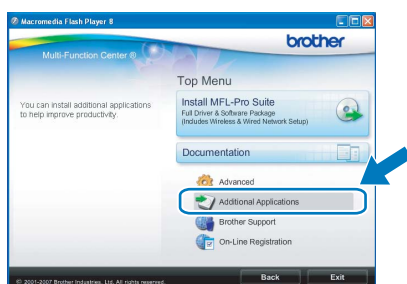 Macromedia Flash Player 8
brother
Multi-Function Center ®
Top Menu
You can install additional applications
to help improve productivity.
Install MFL-Pro Suite
Full Driver & Software Package
(Includes Wireless & Wired Network Setup)
Documentation
Advanced
Additional Applications
Brother Support
On-Line Registration
© 2001-2007 Brother Industries, Ltd. All rights reserved.
Back
Exit